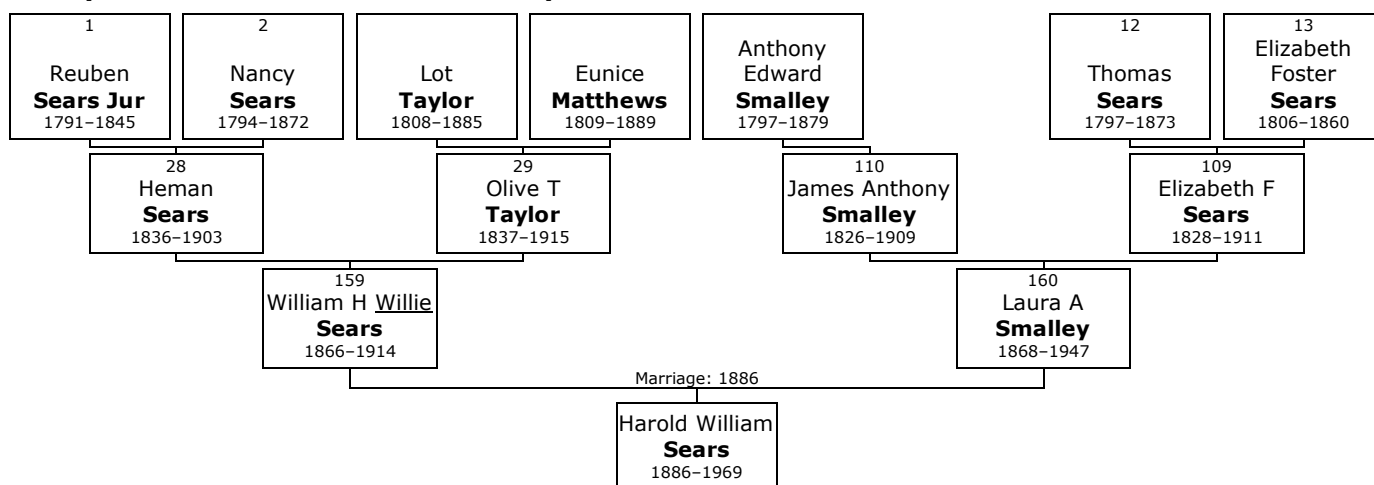 1
Reuben
Sears Jur
1791–1845
2
Nancy
Sears
1794–1872
Lot
Taylor
1808–1885
Eunice
Matthews
1809–1889
Anthony
Edward
Smalley
1797–1879
12
Thomas
Sears
1797–1873
13
Elizabeth
Foster
Sears
1806–1860
28
Heman
Sears
1836–1903
29
Olive T
Taylor
1837–1915
110
James Anthony
Smalley
1826–1909
109
Elizabeth F
Sears
1828–1911
159
William H Willie
Sears
1866–1914
160
Laura A
Smalley
1868–1947
Marriage: 1886
Harold William
Sears
1886–1969